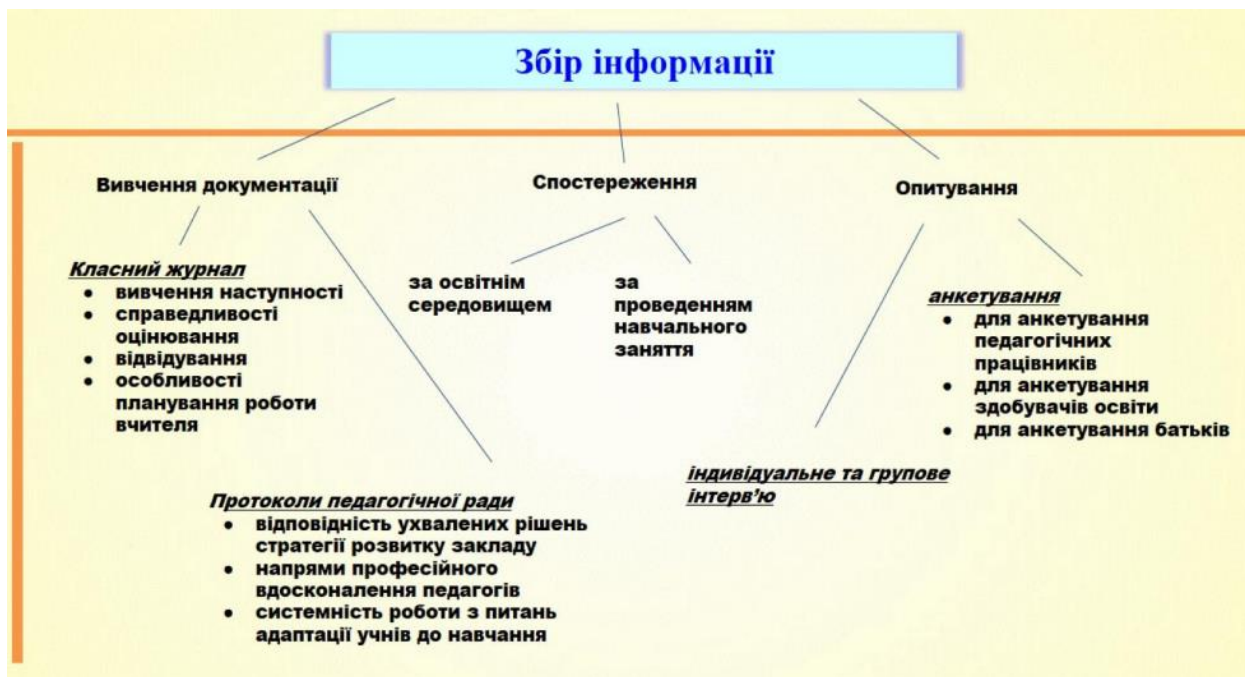 Збір інформації
Вивчення документації
Класний журнал
● вивчення наступності
● справедливості
оцінювання
● відвідування
● особливості
планування роботи
вчителя
Протоколи педагогічної ради
● відповідність ухвалених рішень
стратегії розвитку закладу
● напрями професійного
вдосконалення педагогів
● системність роботи з питань
адаптації учнів до навчання
Спостереження
за освітнім
середовищем
за
проведенням
навчального
заняття
Опитування
індивідуальне та групове
інтерв’ю
анкетування
● для анкетування
педагогічних
працівників
● для анкетування
здобувачів освіти
● для анкетування батьків